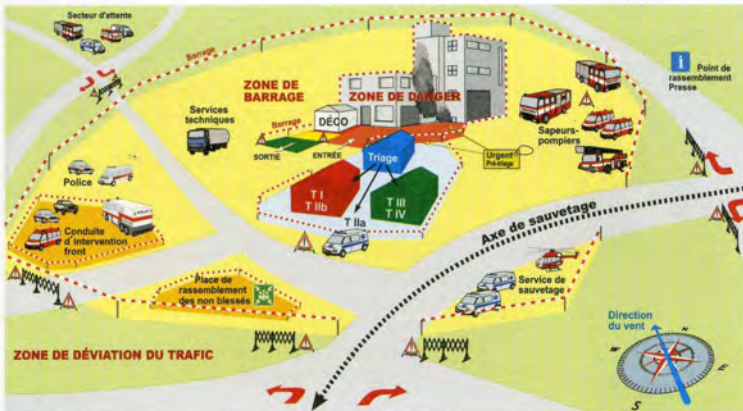 Secteur d'attente
Barrage
ZONE DE
BARRAGE
ZONE DE DANGER
Point de
rassemblement
Presse
Services
techniques
Barrage
DÉCO
SORTIE
ENTRÉE
Triage
Urgent
Pré-triage
Sapeurs-
pompiers
Police
T I
T IIb
T III
T IV
T IIa
Axe de sauvetage
Conduite
d'intervention
front
Place de
rassemblement
des non blessés
Service de
sauvetage
Direction
du vent
ZONE DE DÉVIATION DU TRAFIC
N
W
E
S